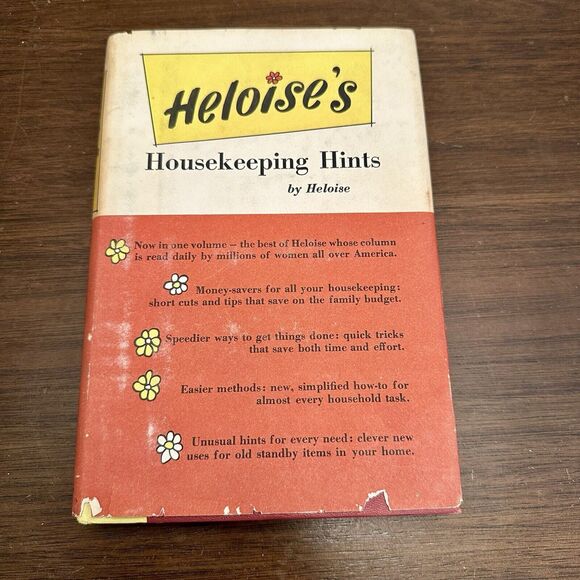 Heloise's
Housekeeping Hints
by Heloise
Now in one volume — the best of Heloise whose column
is read daily by millions of women all over America.
Money-savers for all your housekeeping:
short cuts and tips that save on the family budget.
Speedier ways to get things done: quick tricks
that save both time and effort.
Easier methods: new, simplified how-to for
almost every household task.
Unusual hints for every need: clever new
uses for old standby items in your home.